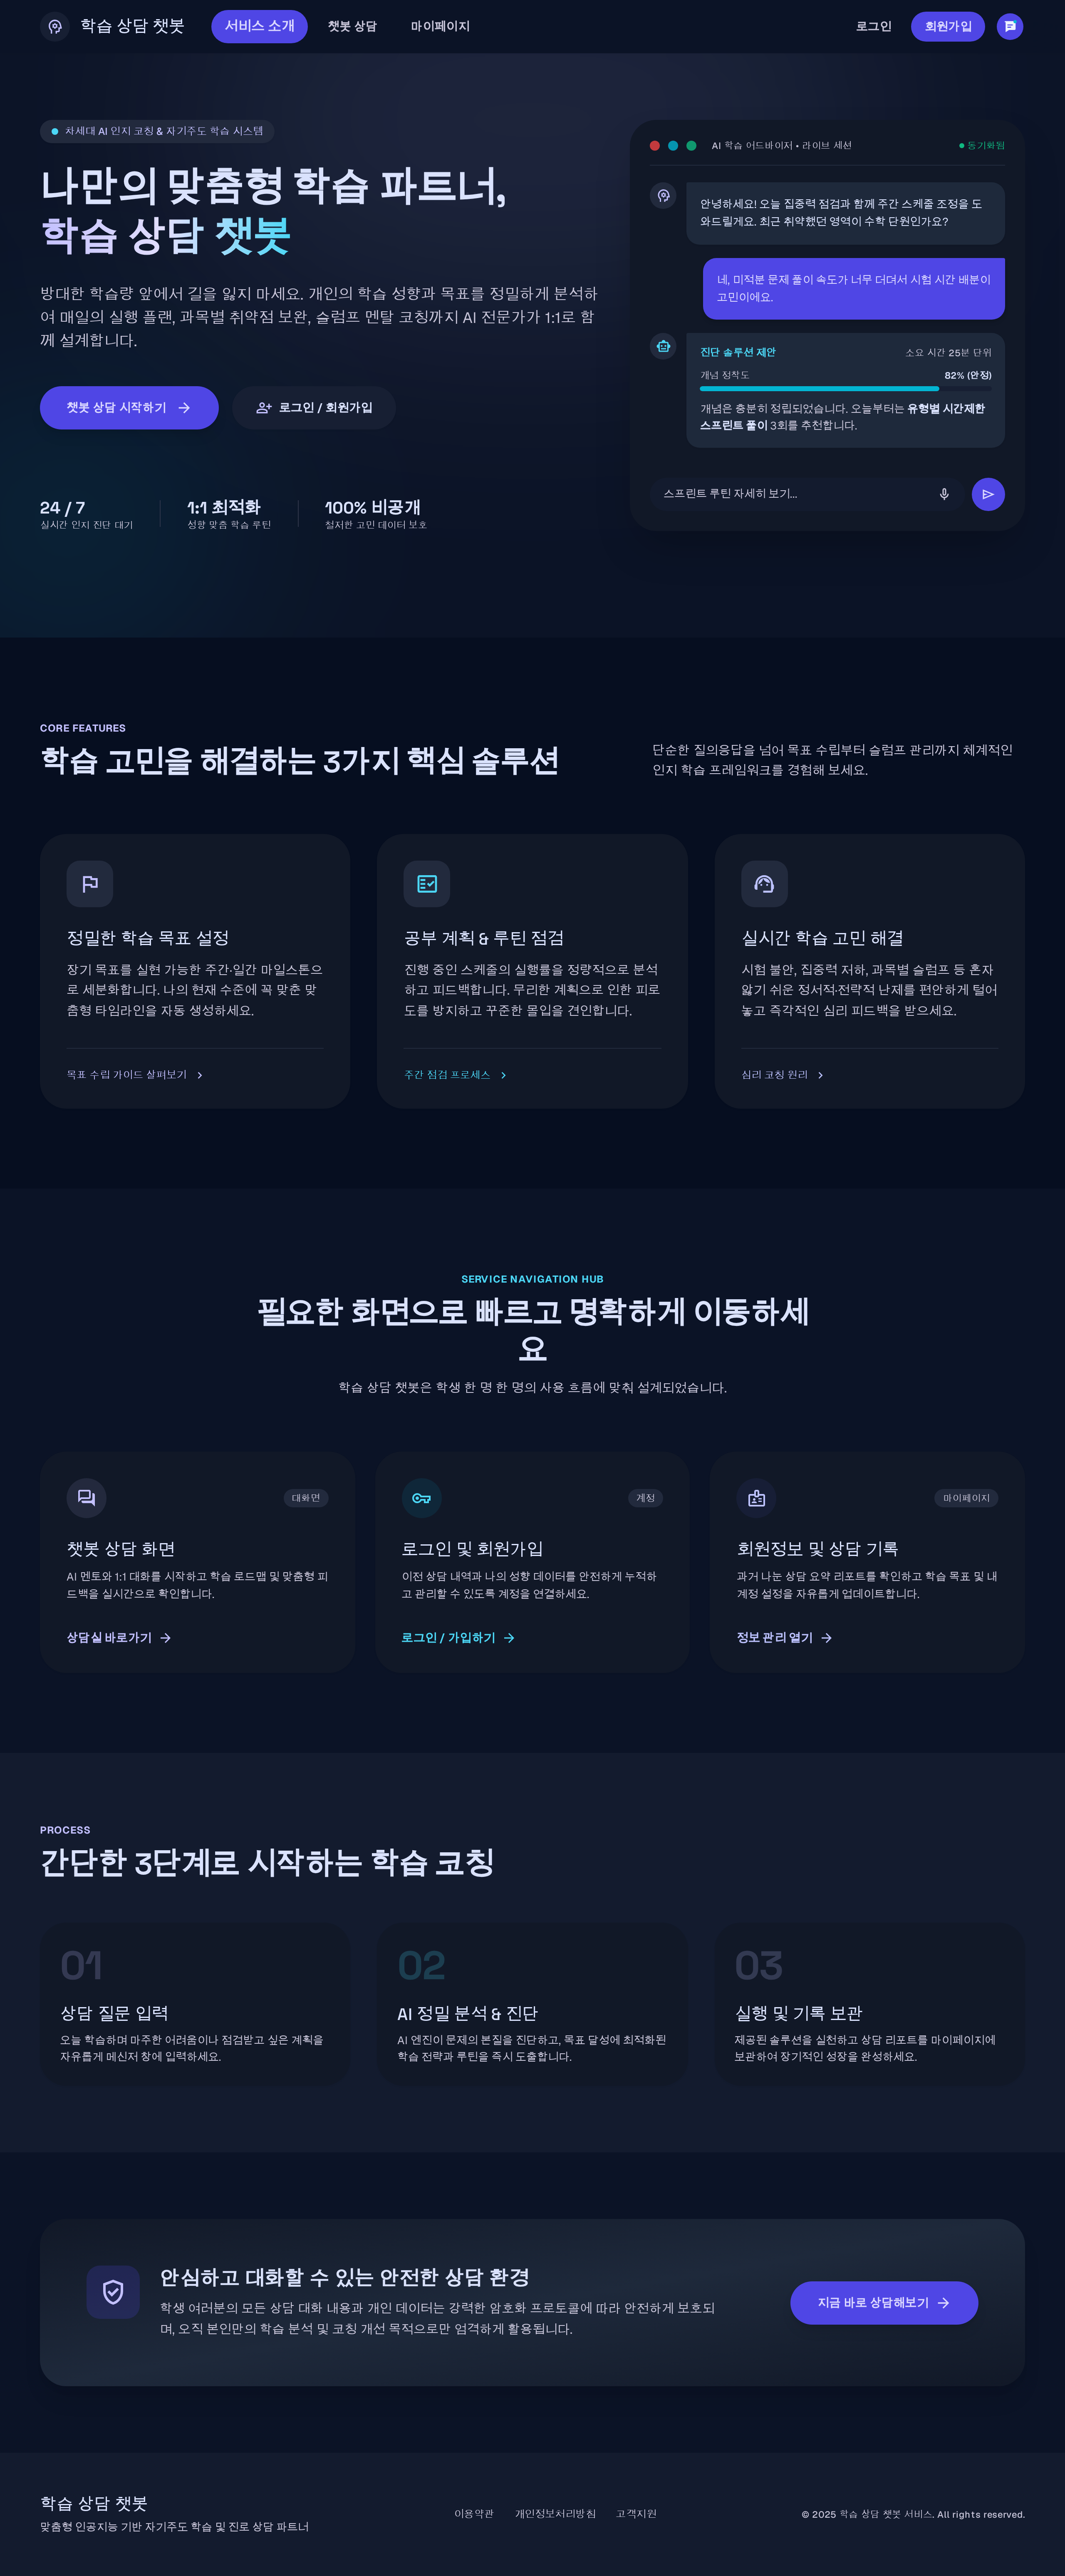 학습 상담 챗봇
서비스 소개
챗봇 상담
마이페이지
로그인
회원가입
차세대 AI 인지 코칭 & 자기주도 학습 시스템
나만의 맞춤형 학습 파트너,
학습 상담 챗봇
방대한 학습량 앞에서 길을 잃지 마세요. 개인의 학습 성향과 목표를 정밀하게 분석하
여 매일의 실행 플랜, 과목별 취약점 보완, 슬럼프 멘탈 코칭까지 AI 전문가가 1:1로 함
께 설계합니다.
챗봇 상담 시작하기
로그인 / 회원가입
24 / 7
실시간 인지 진단 대기
1:1 최적화
성향 맞춤 학습 루틴
100% 비공개
철저한 고민 데이터 보호
AI 학습 어드바이저 • 라이브 세션
동기화됨
안녕하세요! 오늘 집중력 점검과 함께 주간 스케줄 조정을 도
와드릴게요. 최근 취약했던 영역이 수학 단원인가요?
네, 미적분 문제 풀이 속도가 너무 더뎌서 시험 시간 배분이
고민이에요.
진단 솔루션 제안
소요 시간 25분 단위
개념 정착도
82% (안정)
개념은 충분히 정립되었습니다. 오늘부터는 유형별 시간제한
스프린트 풀이 3회를 추천합니다.
스프린트 루틴 자세히 보기...
CORE FEATURES
학습 고민을 해결하는 3가지 핵심 솔루션
단순한 질의응답을 넘어 목표 수립부터 슬럼프 관리까지 체계적인
인지 학습 프레임워크를 경험해 보세요.
정밀한 학습 목표 설정
장기 목표를 실현 가능한 주간·일간 마일스톤으
로 세분화합니다. 나의 현재 수준에 꼭 맞춘 맞
춤형 타임라인을 자동 생성하세요.
목표 수립 가이드 살펴보기
공부 계획 & 루틴 점검
진행 중인 스케줄의 실행률을 정량적으로 분석
하고 피드백합니다. 무리한 계획으로 인한 피로
도를 방지하고 꾸준한 몰입을 견인합니다.
주간 점검 프로세스
실시간 학습 고민 해결
시험 불안, 집중력 저하, 과목별 슬럼프 등 혼자
앓기 쉬운 정서적·전략적 난제를 편안하게 털어
놓고 즉각적인 심리 피드백을 받으세요.
심리 코칭 원리
SERVICE NAVIGATION HUB
필요한 화면으로 빠르고 명확하게 이동하세
요
학습 상담 챗봇은 학생 한 명 한 명의 사용 흐름에 맞춰 설계되었습니다.
대화면
챗봇 상담 화면
AI 멘토와 1:1 대화를 시작하고 학습 로드맵 및 맞춤형 피
드백을 실시간으로 확인합니다.
상담실 바로가기
계정
로그인 및 회원가입
이전 상담 내역과 나의 성향 데이터를 안전하게 누적하
고 관리할 수 있도록 계정을 연결하세요.
로그인 / 가입하기
마이페이지
회원정보 및 상담 기록
과거 나눈 상담 요약 리포트를 확인하고 학습 목표 및 내
계정 설정을 자유롭게 업데이트합니다.
정보 관리 열기
PROCESS
간단한 3단계로 시작하는 학습 코칭
01
상담 질문 입력
오늘 학습하며 마주한 어려움이나 점검받고 싶은 계획을
자유롭게 메신저 창에 입력하세요.
02
AI 정밀 분석 & 진단
AI 엔진이 문제의 본질을 진단하고, 목표 달성에 최적화된
학습 전략과 루틴을 즉시 도출합니다.
03
실행 및 기록 보관
제공된 솔루션을 실천하고 상담 리포트를 마이페이지에
보관하여 장기적인 성장을 완성하세요.
안심하고 대화할 수 있는 안전한 상담 환경
학생 여러분의 모든 상담 대화 내용과 개인 데이터는 강력한 암호화 프로토콜에 따라 안전하게 보호되
며, 오직 본인만의 학습 분석 및 코칭 개선 목적으로만 엄격하게 활용됩니다.
지금 바로 상담해보기
학습 상담 챗봇
맞춤형 인공지능 기반 자기주도 학습 및 진로 상담 파트너
이용약관
개인정보처리방침
고객지원
© 2025 학습 상담 챗봇 서비스. All rights reserved.